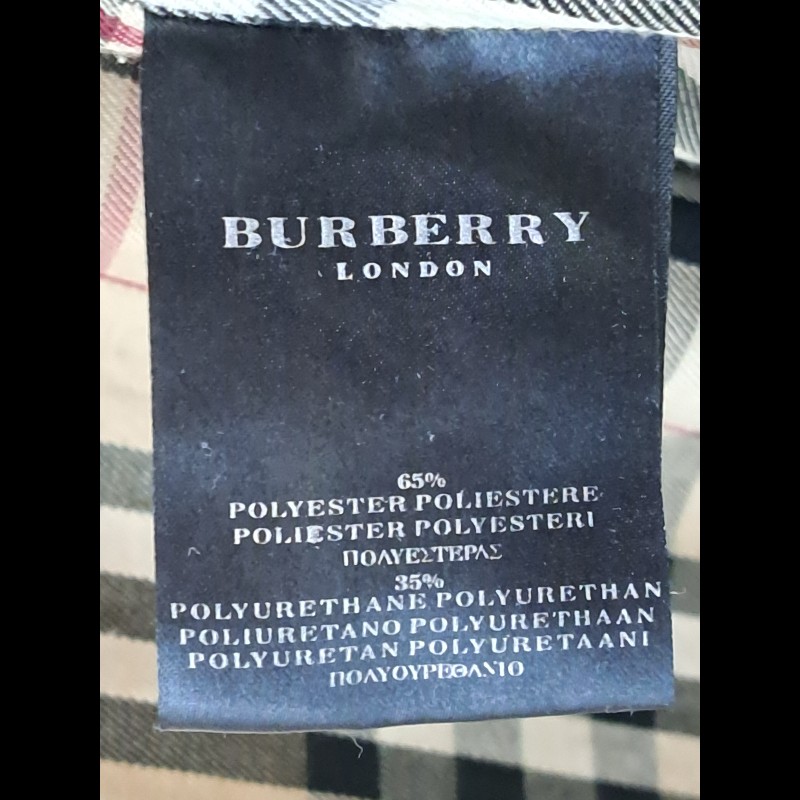 BURBERRY
LONDON
65%
POLYESTER POLIESTERE
POLIESTER POLYESTERI
ΠΟΛΥΕΣΤΕΡΑΣ
35%
POLYURETHANE POLYURETHAN
POLIURETANO POLYURETHAAN
POLYURETAN POLYURETAANI
ΠΟΛΥΟΥΡΕΘΑΝΙΟ